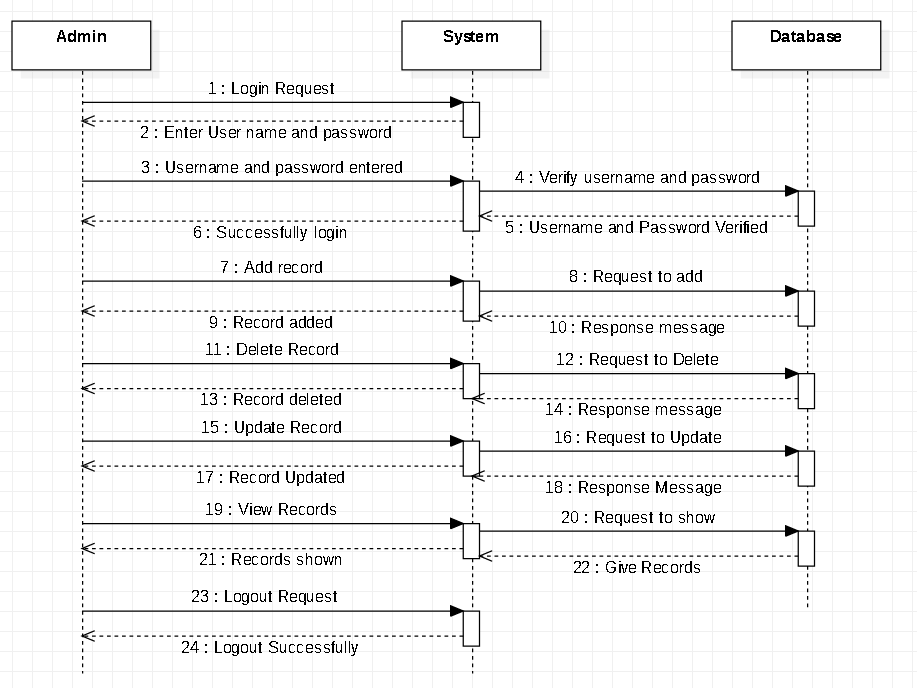 Admin
System
Database
1 : Login Request
2 : Enter User name and password
3 : Username and password entered
4 : Verify username and password
5 : Username and Password Verified
6 : Successfully login
7 : Add record
8 : Request to add
9 : Record added
10 : Response message
11 : Delete Record
12 : Request to Delete
13 : Record deleted
14 : Response message
15 : Update Record
16 : Request to Update
17 : Record Updated
18 : Response Message
19 : View Records
20 : Request to show
21 : Records shown
22 : Give Records
23 : Logout Request
24 : Logout Successfully